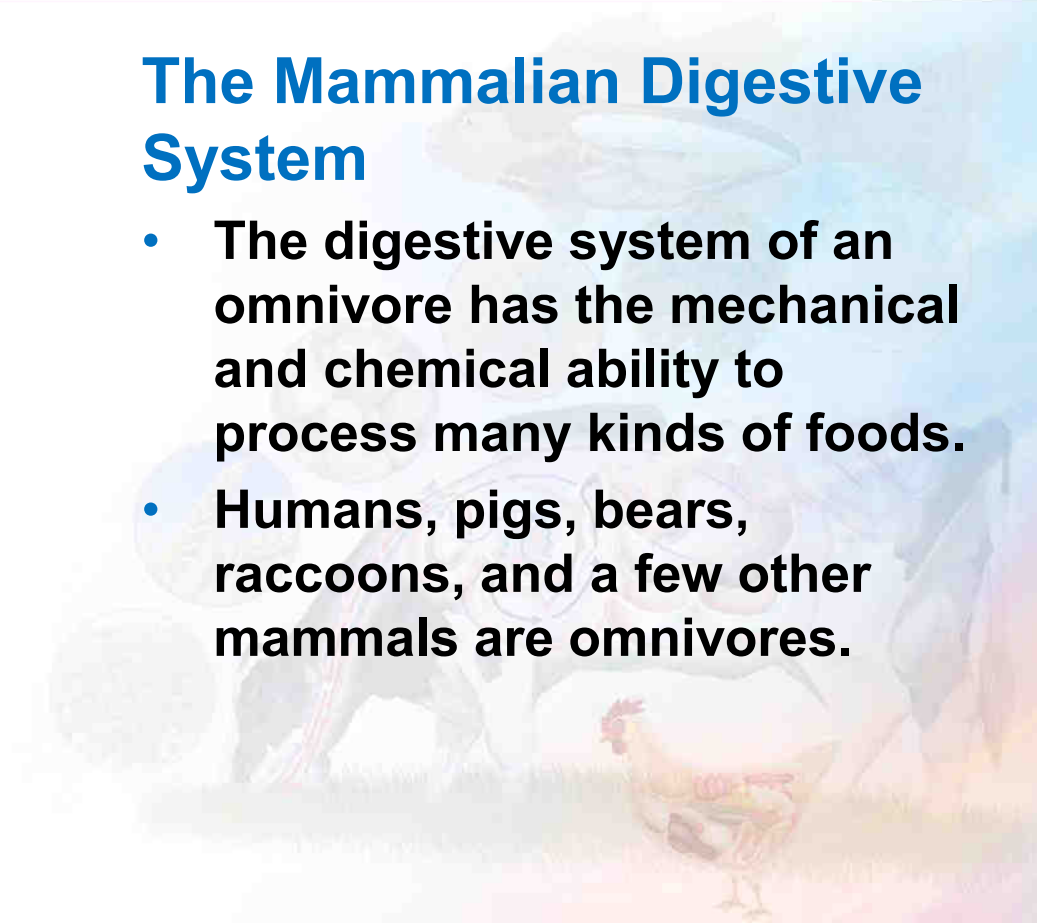 The Mammalian Digestive
System
• The digestive system of an
omnivore has the mechanical
and chemical ability to
process many kinds of foods.
• Humans, pigs, bears,
raccoons, and a few other
mammals are omnivores.